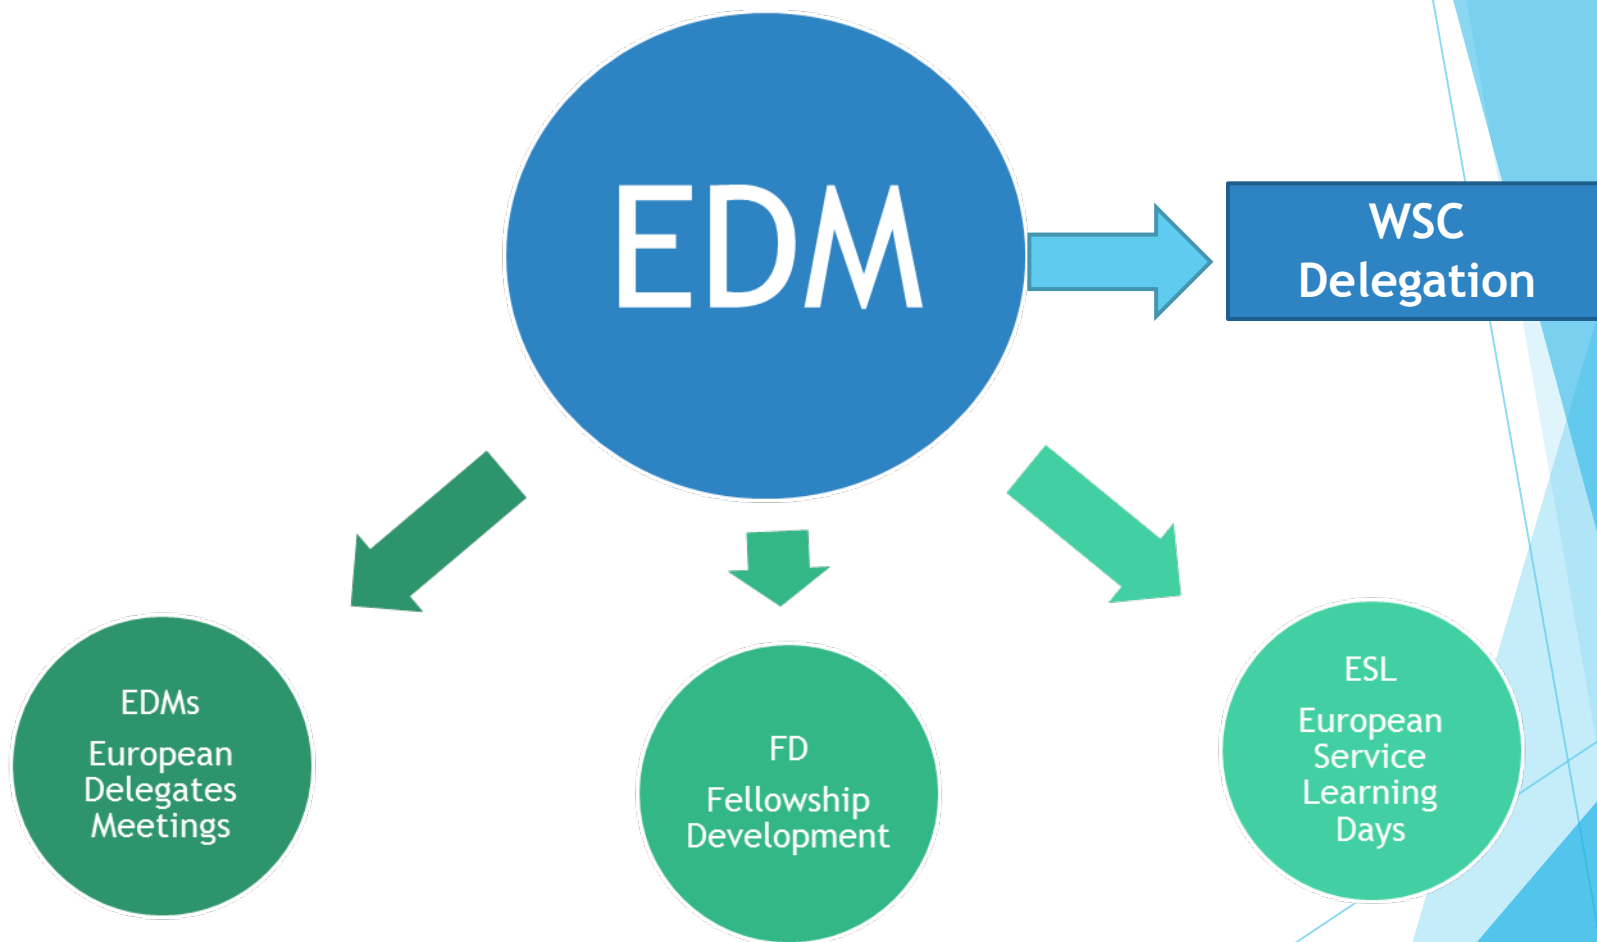 EDM
WSC
Delegation
EDMs
European
Delegates
Meetings
FD
Fellowship
Development
ESL
European
Service
Learning
Days